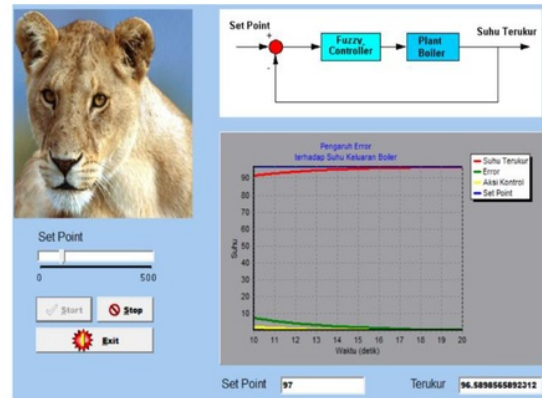 Set Point
+
-
Fuzzy
Controller
Plant
Boiler
Suhu Terukur
Pengaruh Error
terhadap Suhu Keluaran Boiler
Suhu Terukur
Error
Aksi Kontrol
Set Point
Suhu
90
80
70
60
50
40
30
20
10
10 11 12 13 14 15 16 17 18 19 20
Waktu (detik)
Set Point
0 500
Start Stop
Exit
Set Point 97 Terukur 96.5898565892312